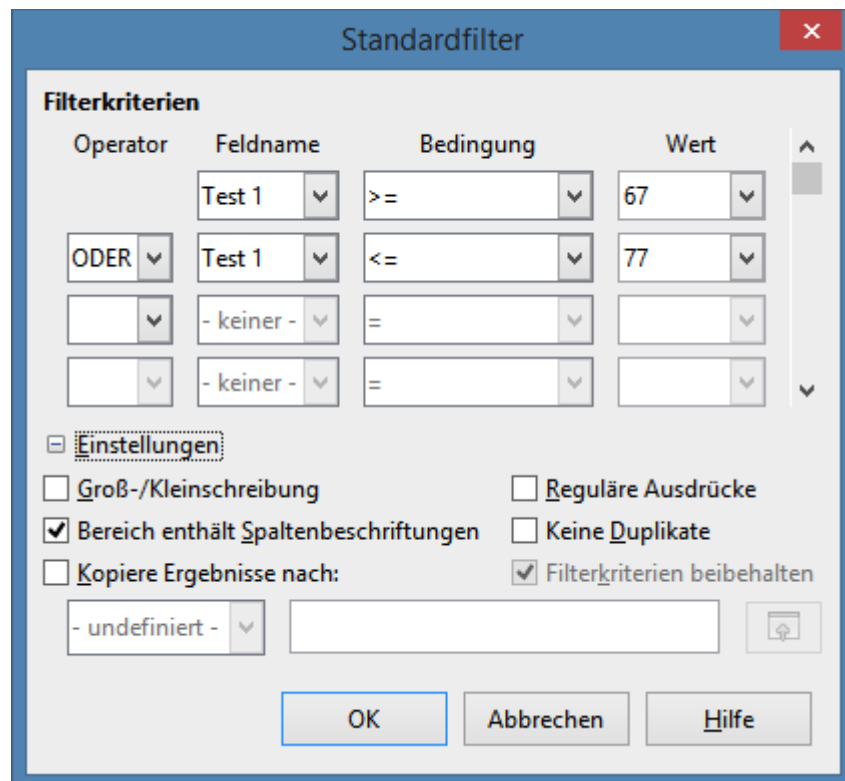 Standardfilter
Filterkriterien
Operator Feldname Bedingung Wert
Test 1 >= 67
ODER Test 1 <= 77
- keiner - =
- keiner - =
Einstellungen
Groß-/Kleinschreibung Reguläre Ausdrücke
Bereich enthält Spaltenbeschriftungen Keine Duplikate
Kopiere Ergebnisse nach: Filterkriterien beibehalten
- undefiniert -
OK Abbrechen Hilfe